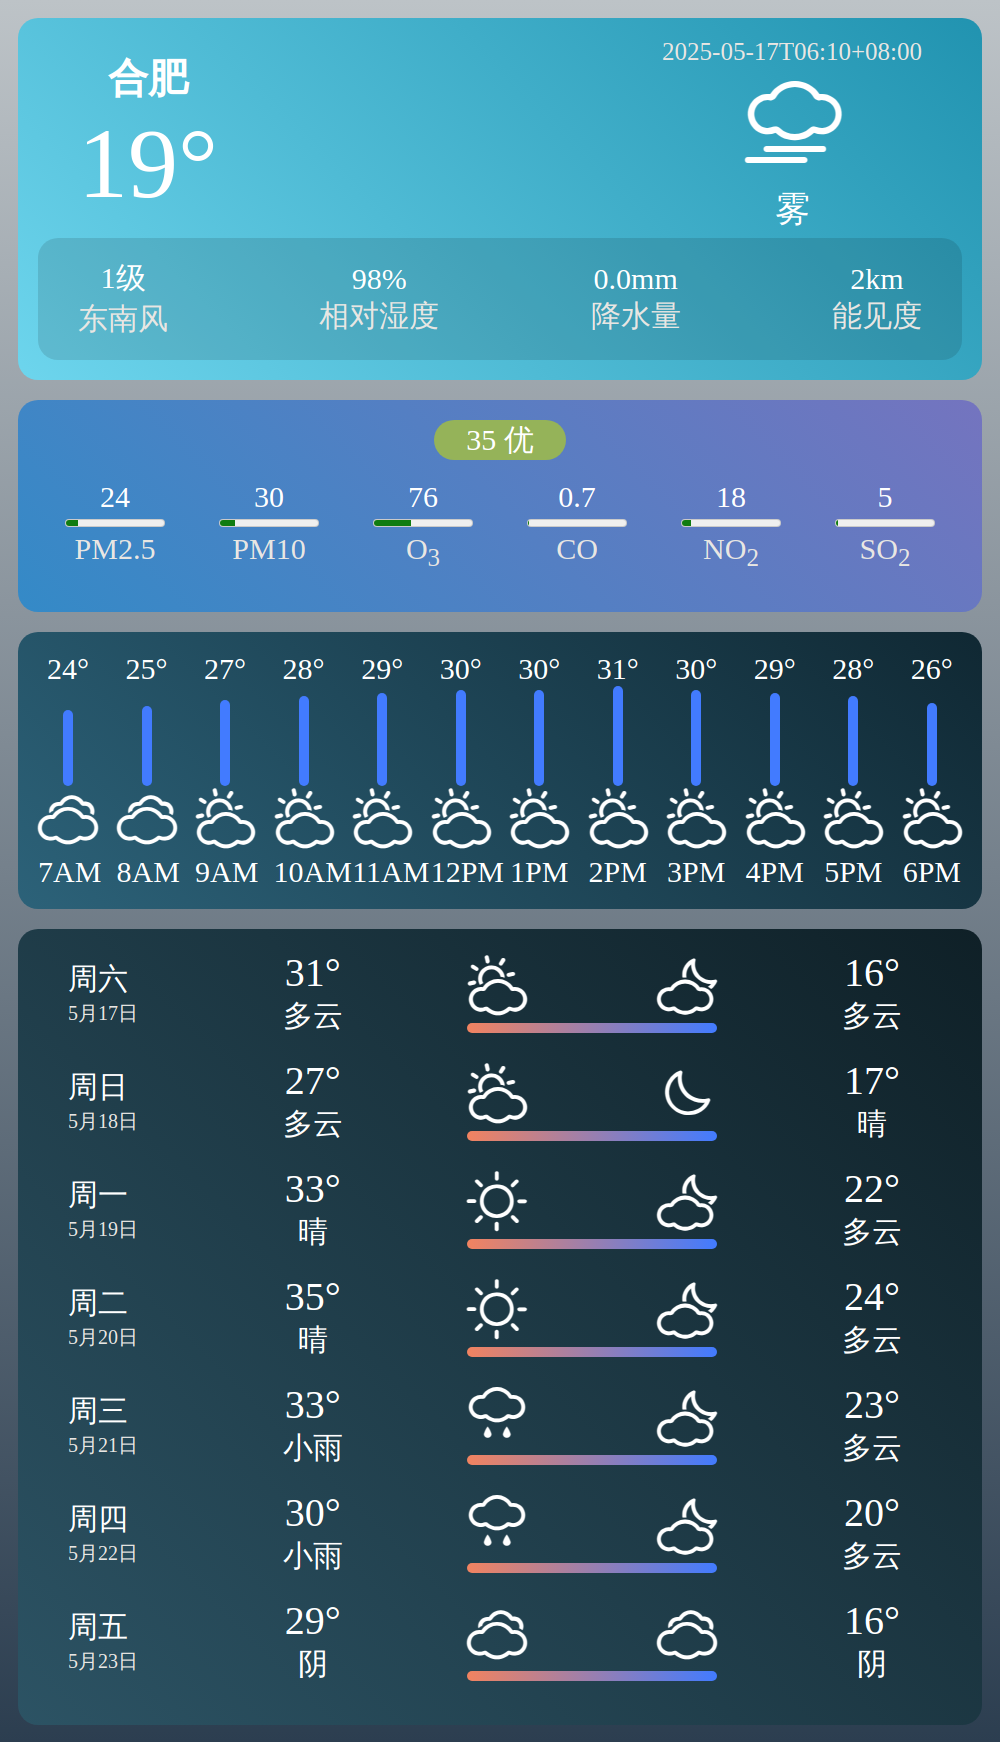 合肥
19°
2025-05-17T06:10+08:00
雾
1级 98% 0.0mm 2km
东南风 相对湿度 降水量 能见度
35 优
24 30 76 0.7 18 5
PM2.5 PM10 O3 CO NO2 SO2
24° 25° 27° 28° 29° 30° 30° 31° 30° 29° 28° 26°
7AM 8AM 9AM 10AM 11AM 12PM 1PM 2PM 3PM 4PM 5PM 6PM
周六 31° 16°
5月17日 多云 多云
周日 27° 17°
5月18日 多云 晴
周一 33° 22°
5月19日 晴 多云
周二 35° 24°
5月20日 晴 多云
周三 33° 23°
5月21日 小雨 多云
周四 30° 20°
5月22日 小雨 多云
周五 29° 16°
5月23日 阴 阴